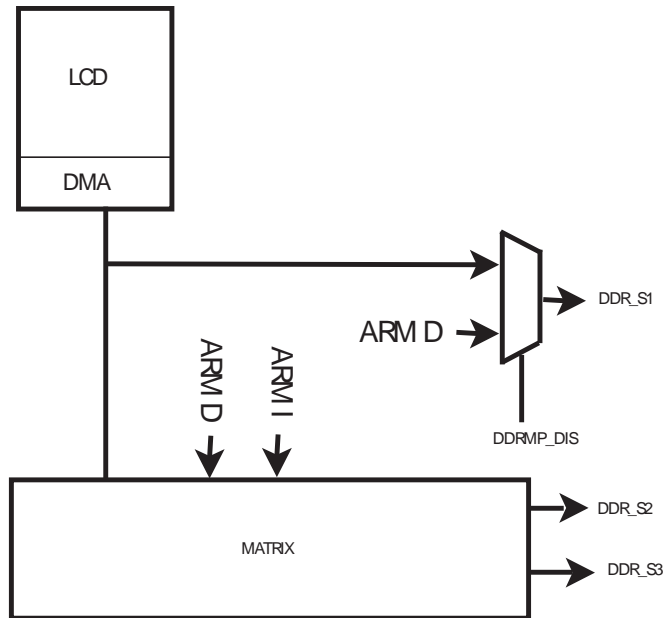 LCD
DMA
DDR_S1
ARM D
ARM D
ARM I
DDRMP_DIS
DDR_S2
MATRIX
DDR_S3